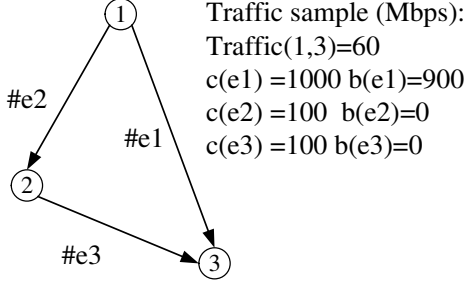 1
Traffic sample (Mbps):
Traffic(1,3)=60
c(e1) =1000 b(e1)=900
c(e2) =100  b(e2)=0
c(e3) =100 b(e3)=0
#e2
#e1
2
#e3
3